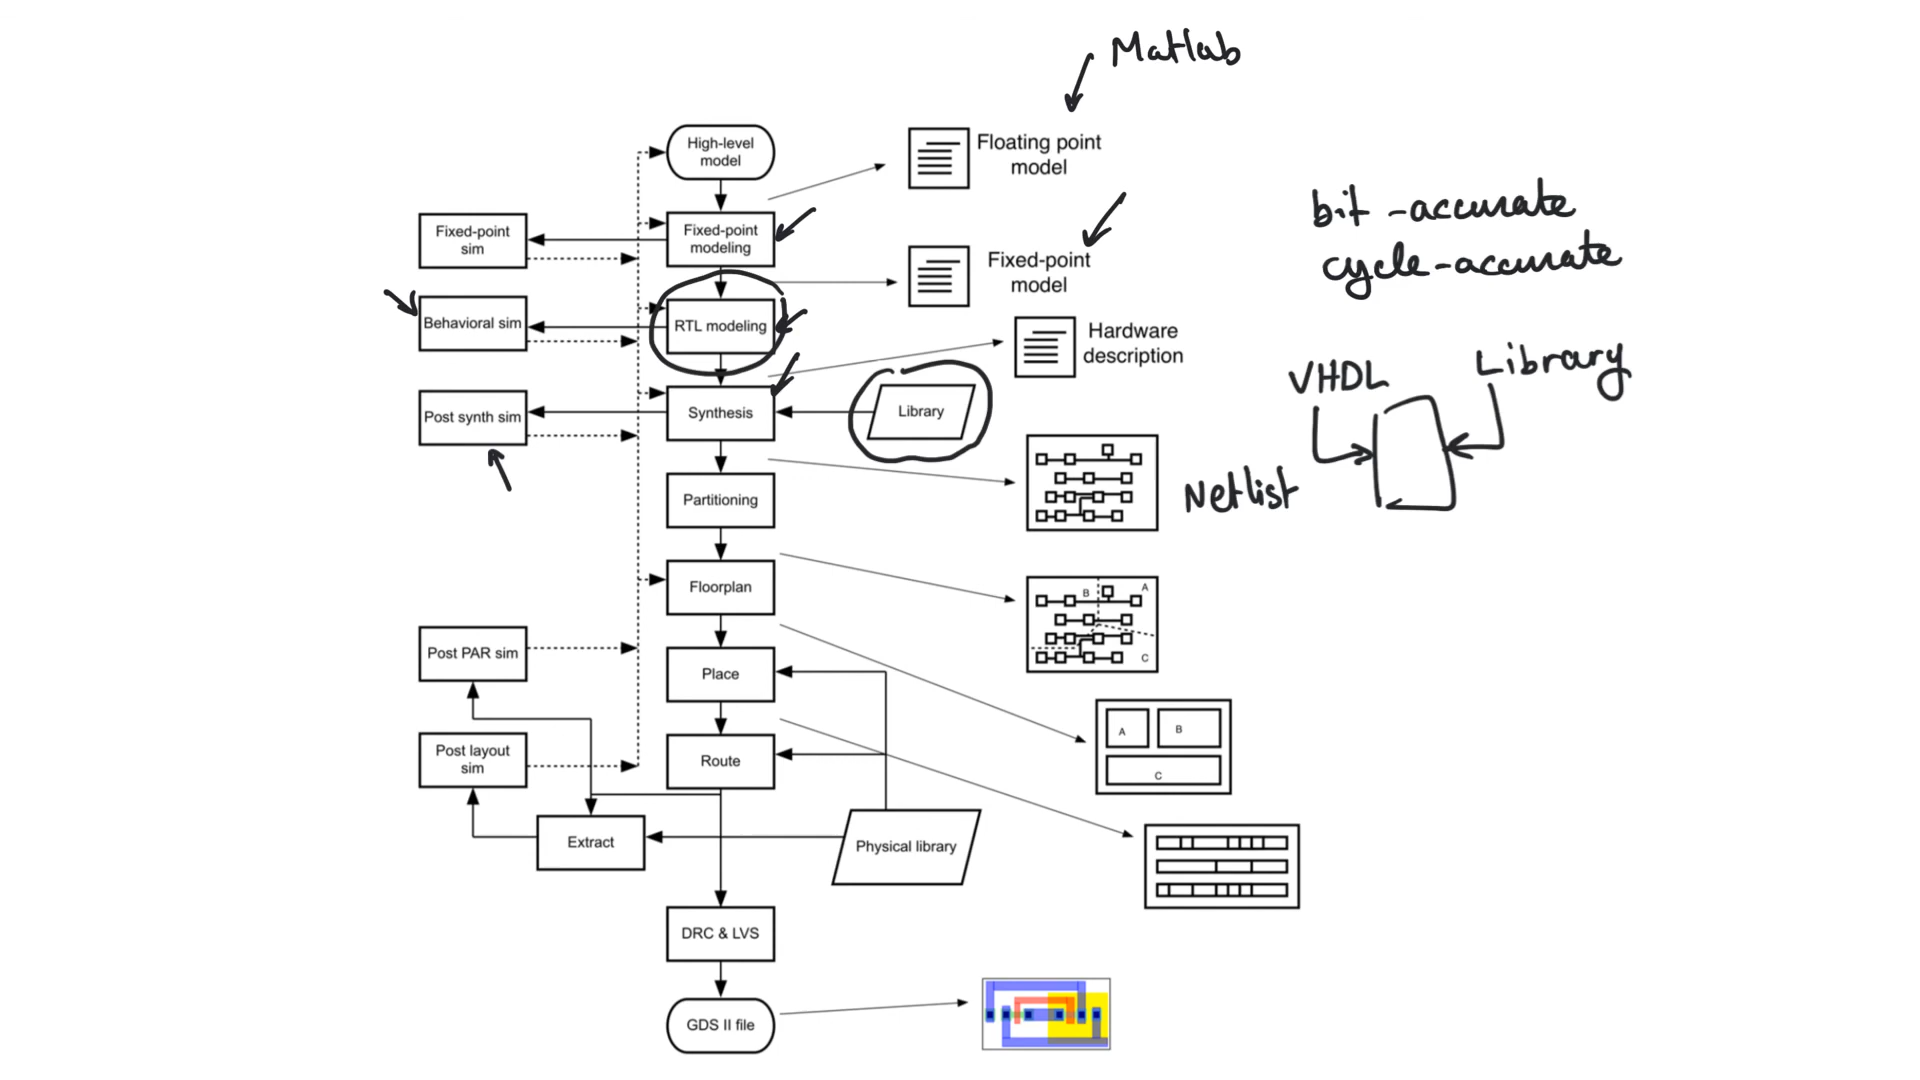 Matlab
High-level
model
Floating point
model
Fixed-point
sim
Fixed-point
modeling
bit -accurate
cycle-accurate
Fixed-point
model
Behavioral sim
RTL modeling
Hardware
description
VHDL
Library
Post synth sim
Synthesis
Library
Netlist
Partitioning
Floorplan
B
A
C
Post PAR sim
Place
A
B
C
Post layout
sim
Route
Extract
Physical library
DRC & LVS
GDS II file